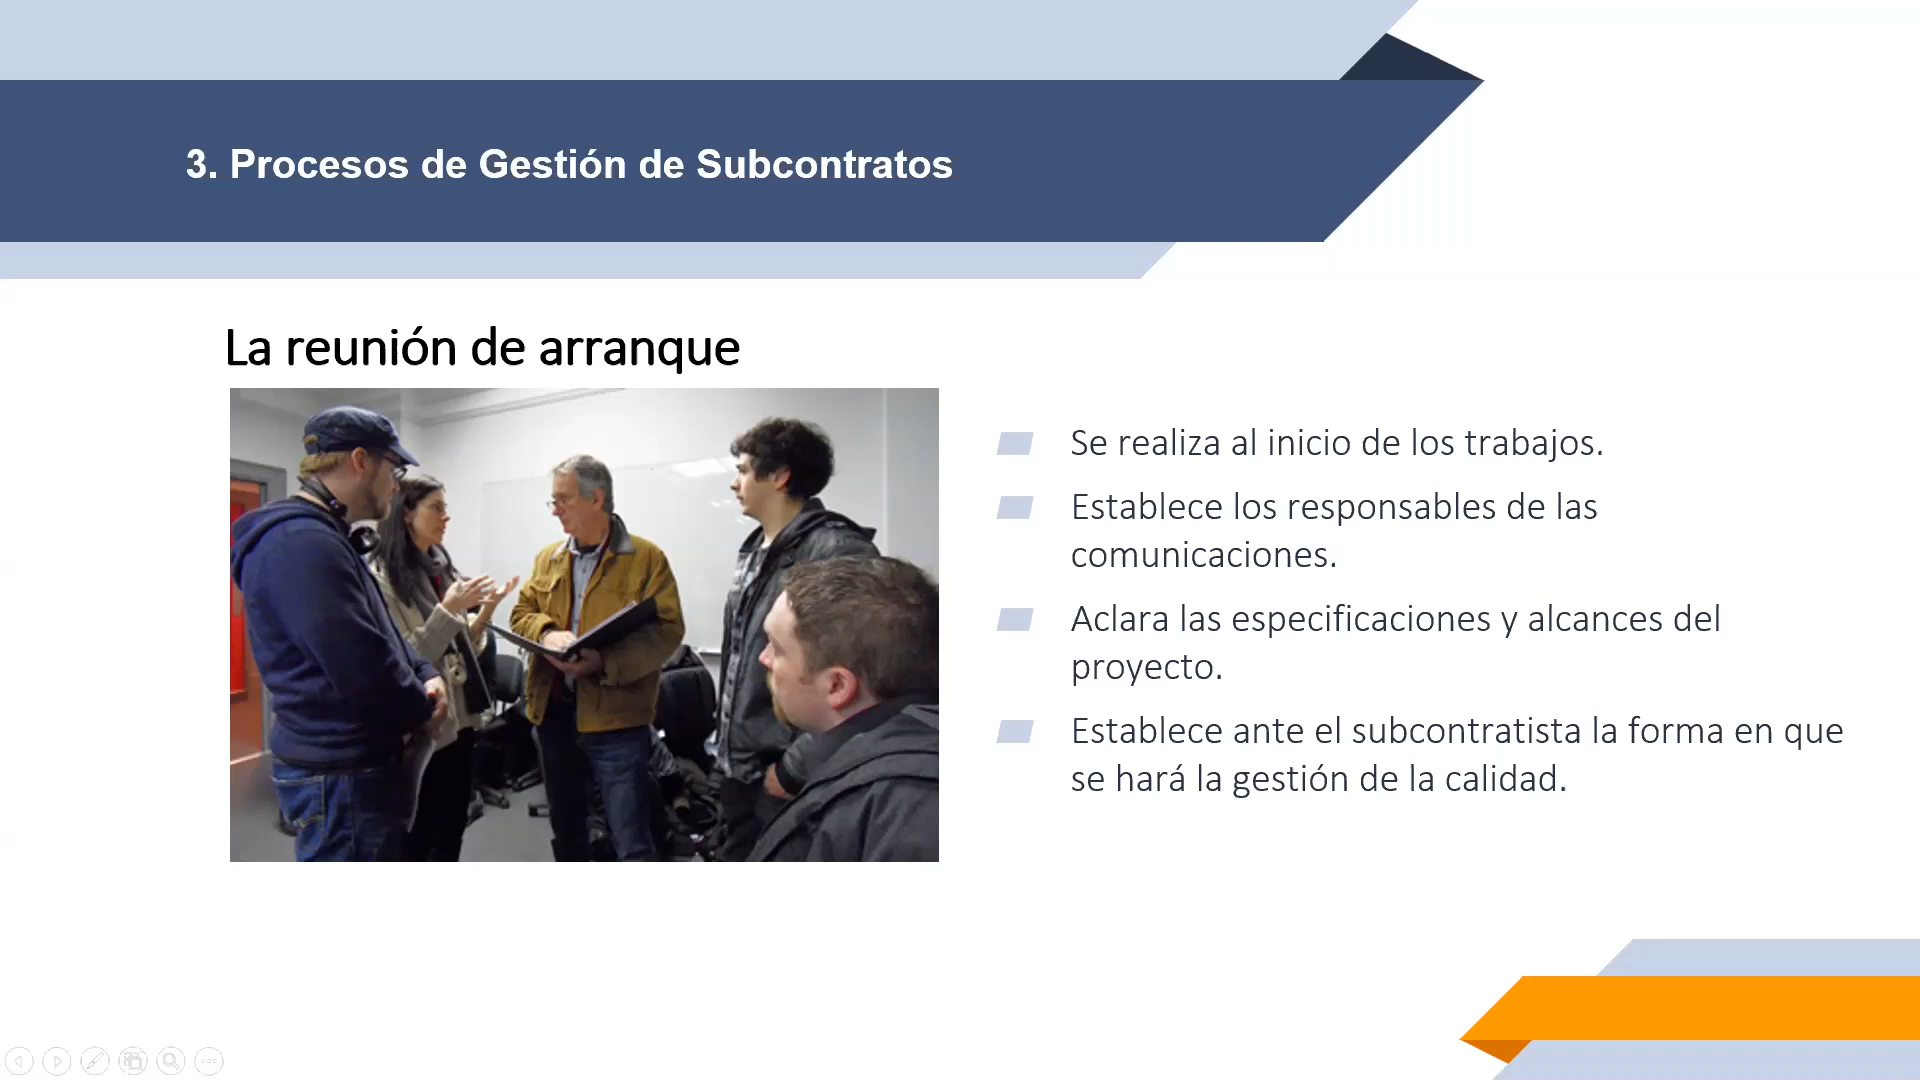 3. Procesos de Gestión de Subcontratos
La reunión de arranque
Se realiza al inicio de los trabajos.
Establece los responsables de las
comunicaciones.
Aclara las especificaciones y alcances del
proyecto.
Establece ante el subcontratista la forma en que
se hará la gestión de la calidad.